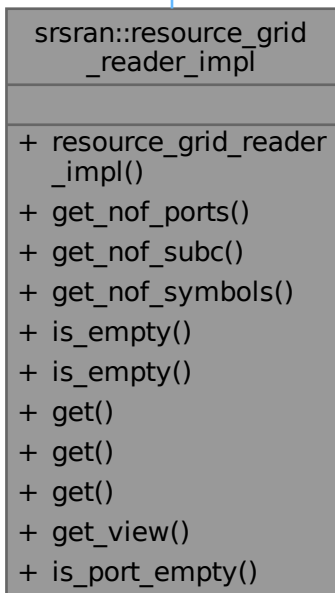 srsran::resource_grid
_reader_impl
+ resource_grid_reader
_impl()
+ get_nof_ports()
+ get_nof_subc()
+ get_nof_symbols()
+ is_empty()
+ is_empty()
+ get()
+ get()
+ get()
+ get_view()
+ is_port_empty()